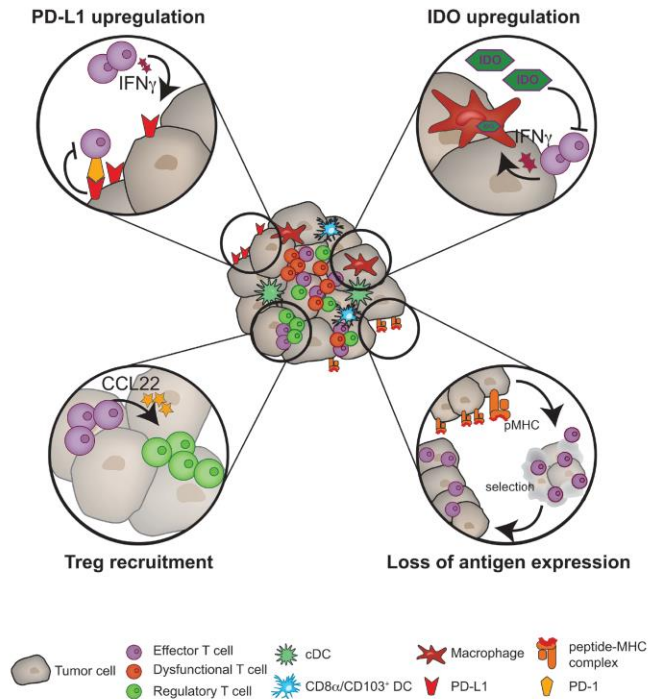 PD-L1 upregulation
IDO upregulation
IFNγ
IDO
IDO
IDO
IFNγ
CCL22
pMHC
selection
Treg recruitment
Loss of antigen expression
Tumor cell
Effector T cell
Dysfunctional T cell
Regulatory T cell
cDC
CD8α/CD103⁺ DC
Macrophage
PD-L1
peptide-MHC
complex
PD-1